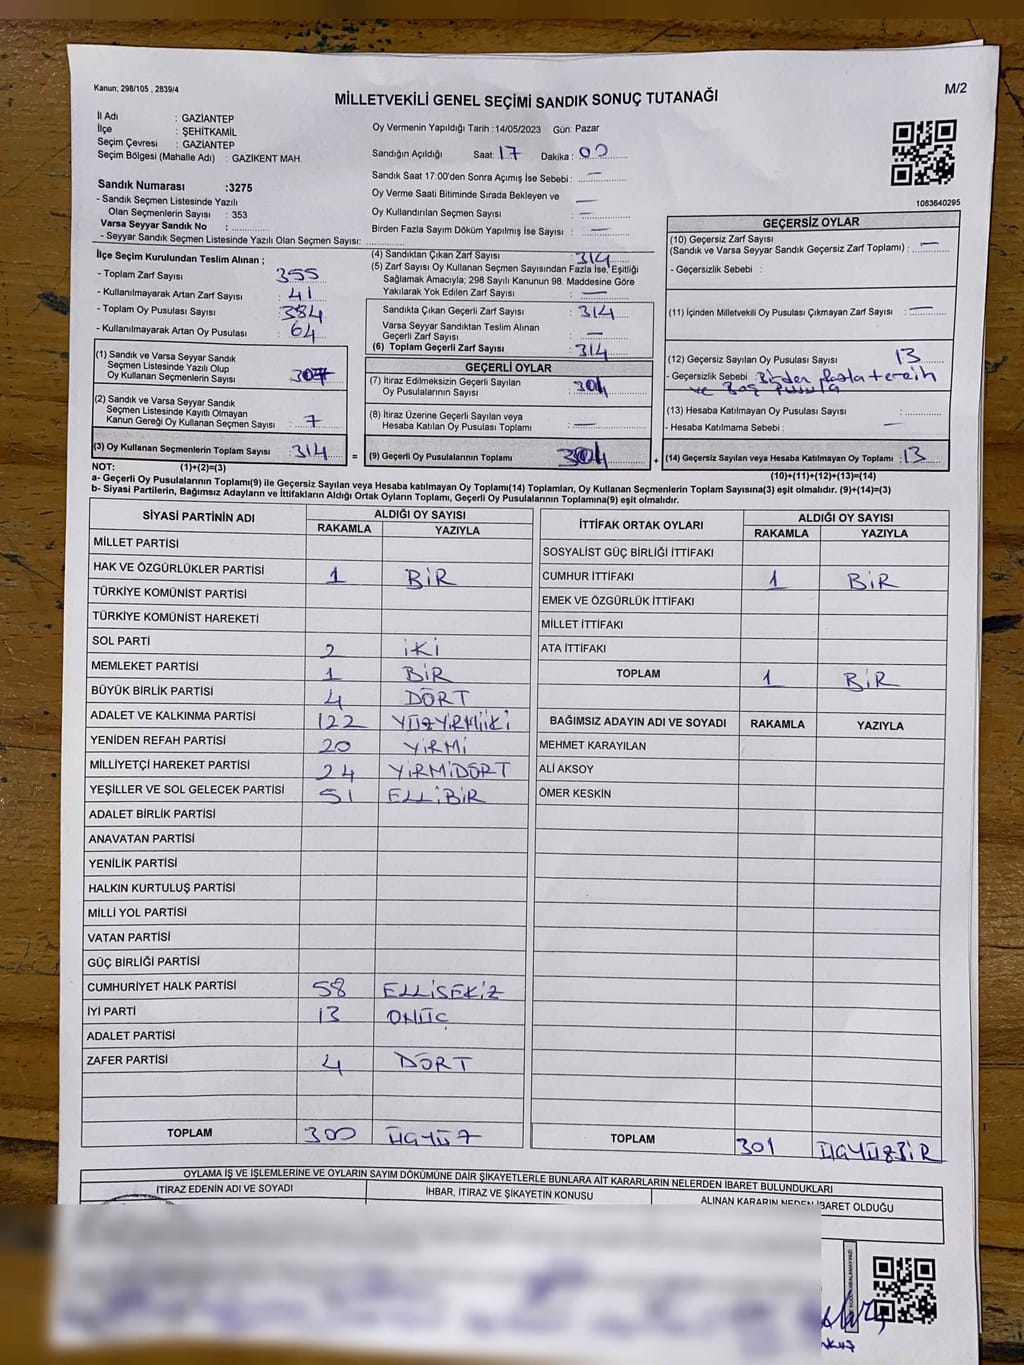 Kanun; 298/105 , 2839/4
M/2
MİLLETVEKİLİ GENEL SEÇİMİ SANDIK SONUÇ TUTANAĞI
İl Adı : GAZİANTEP
İlçe : ŞEHİTKAMİL
Seçim Çevresi : GAZİANTEP
Seçim Bölgesi (Mahalle Adı) : GAZİKENT MAH.
Sandık Numarası :3275
- Sandık Seçmen Listesinde Yazılı
Olan Seçmenlerin Sayısı : 353
Varsa Seyyar Sandık No :
- Seyyar Sandık Seçmen Listesinde Yazılı Olan Seçmen Sayısı:
Oy Vermenin Yapıldığı Tarih :14/05/2023 Gün: Pazar
Sandığın Açıldığı Saat: 17 Dakika : 00
Sandık Saat 17:00'den Sonra Açımış İse Sebebi : —
Oy Verme Saati Bitiminde Sırada Bekleyen ve
Oy Kullandırılan Seçmen Sayısı : —
Birden Fazla Sayım Döküm Yapılmış İse Sayısı : —
1083640295
İlçe Seçim Kurulundan Teslim Alınan ;
- Toplam Zarf Sayısı : 355
- Kullanılmayarak Artan Zarf Sayısı : 41
- Toplam Oy Pusulası Sayısı : 384
- Kullanılmayarak Artan Oy Pusulası : 64
(1) Sandık ve Varsa Seyyar Sandık
Seçmen Listesinde Yazılı Olup
Oy Kullanan Seçmenlerin Sayısı : 307
(2) Sandık ve Varsa Seyyar Sandık
Seçmen Listesinde Kayıtlı Olmayan
Kanun Gereği Oy Kullanan Seçmen Sayısı : 7
(3) Oy Kullanan Seçmenlerin Toplam Sayısı : 314 =
(4) Sandıktan Çıkan Zarf Sayısı : 314
(5) Zarf Sayısı Oy Kullanan Seçmen Sayısından Fazla İse, Eşitliği
Sağlamak Amacıyla; 298 Sayılı Kanunun 98. Maddesine Göre
Yakılarak Yok Edilen Zarf Sayısı : —
Sandıkta Çıkan Geçerli Zarf Sayısı : 314
Varsa Seyyar Sandıktan Teslim Alınan
Geçerli Zarf Sayısı : —
(6) Toplam Geçerli Zarf Sayısı : 314
GEÇERLİ OYLAR
(7) İtiraz Edilmeksizin Geçerli Sayılan
Oy Pusulasının Sayısı : 301
(8) İtiraz Üzerine Geçerli Sayılan veya
Hesaba Katılan Oy Pusulası Toplamı : —
(9) Geçerli Oy Pusulalarının Toplamı : 301 +
GEÇERSİZ OYLAR
(10) Geçersiz Zarf Sayısı
(Sandık ve Varsa Seyyar Sandık Geçersiz Zarf Toplamı) : —
- Geçersizlik Sebebi :
(11) İçinden Milletvekili Oy Pusulası Çıkmayan Zarf Sayısı : —
(12) Geçersiz Sayılan Oy Pusulası Sayısı : 13
- Geçersizlik Sebebi : Birden fazla tercih
ve Boş Pusula
(13) Hesaba Katılmayan Oy Pusulası Sayısı :
- Hesaba Katılmama Sebebi : —
(14) Geçersiz Sayılan veya Hesaba Katılmayan Oy Toplamı : 13
NOT: (1)+(2)=(3)
(10)+(11)+(12)+(13)=(14)
a- Geçerli Oy Pusulalarının Toplamı(9) ile Geçersiz Sayılan veya Hesaba katılmayan Oy Toplamı(14) Toplamları, Oy Kullanan Seçmenlerin Toplam Sayısına(3) eşit olmalıdır. (9)+(14)=(3)
b- Siyasi Partilerin, Bağımsız Adayların ve İttifakların Aldığı Ortak Oyların Toplamı, Geçerli Oy Pusulalarının Toplamına(9) eşit olmalıdır.
SİYASİ PARTİNİN ADI ALDIĞI OY SAYISI
RAKAMLA YAZIYLA
MİLLET PARTİSİ
HAK VE ÖZGÜRLÜKLER PARTİSİ 1 BİR
TÜRKİYE KOMÜNİST PARTİSİ
TÜRKİYE KOMÜNİST HAREKETİ
SOL PARTİ 2 İKİ
MEMLEKET PARTİSİ 1 BİR
BÜYÜK BİRLİK PARTİSİ 4 DÖRT
ADALET VE KALKINMA PARTİSİ 122 YÜZYİRMİİKİ
YENİDEN REFAH PARTİSİ 20 YİRMİ
MİLLİYETÇİ HAREKET PARTİSİ 24 YİRMİDÖRT
YEŞİLLER VE SOL GELECEK PARTİSİ 51 ELLİBİR
ADALET BİRLİK PARTİSİ
ANAVATAN PARTİSİ
YENİLİK PARTİSİ
HALKIN KURTULUŞ PARTİSİ
MİLLİ YOL PARTİSİ
VATAN PARTİSİ
GÜÇ BİRLİĞİ PARTİSİ
CUMHURİYET HALK PARTİSİ 58 ELLİSEKİZ
İYİ PARTİ 13 ONÜÇ
ADALET PARTİSİ
ZAFER PARTİSİ 4 DÖRT
TOPLAM 300 ÜÇYÜZ
İTTİFAK ORTAK OYLARI ALDIĞI OY SAYISI
RAKAMLA YAZIYLA
SOSYALİST GÜÇ BİRLİĞİ İTTİFAKI
CUMHUR İTTİFAKI 1 BİR
EMEK VE ÖZGÜRLÜK İTTİFAKI
MİLLET İTTİFAKI
ATA İTTİFAKI
TOPLAM 1 BİR
BAĞIMSIZ ADAYIN ADI VE SOYADI RAKAMLA YAZIYLA
MEHMET KARAYILAN
ALİ AKSOY
ÖMER KESKİN
TOPLAM 301 ÜÇYÜZBİR
OYLAMA İŞ VE İŞLEMLERİNE VE OYLARIN SAYIM DÖKÜMÜNE DAİR ŞİKAYETLERLE BUNLARA AİT KARARLARIN NELERDEN İBARET BULUNDUKLARI
İTİRAZ EDENİN ADI VE SOYADI İHBAR, İTİRAZ VE ŞİKAYETİN KONUSU ALINAN KARARIN NEDEN İBARET OLDUĞU